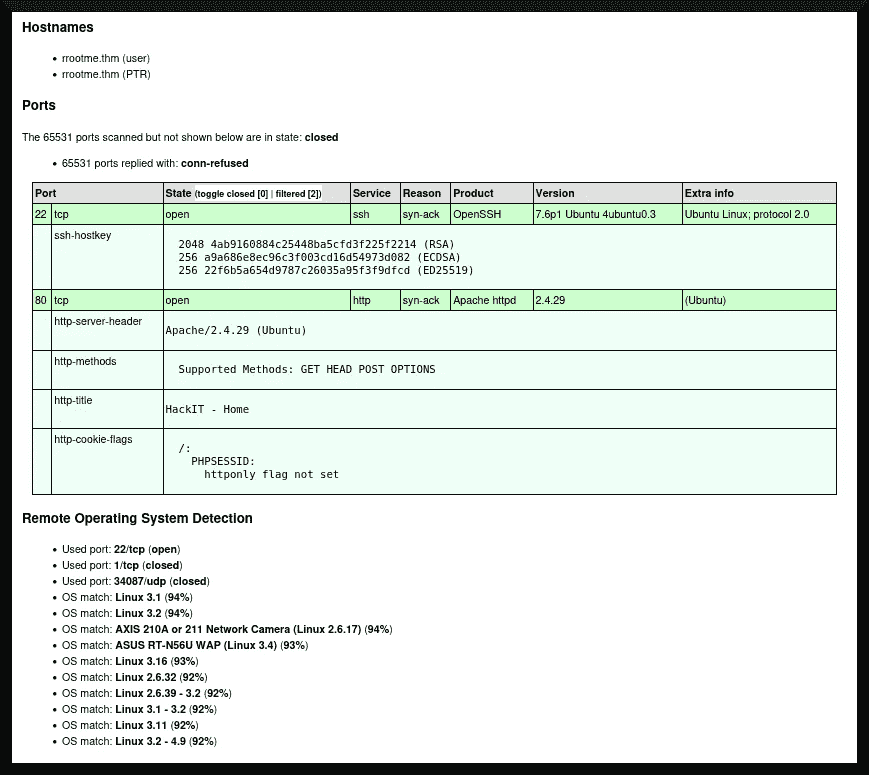 Hostnames
• rrootme.thm (user)
• rrootme.thm (PTR)
Ports
The 65531 ports scanned but not shown below are in state: closed
• 65531 ports replied with: conn-refused
Port State (toggle closed [0] | filtered [2]) Service Reason Product Version Extra info
22 tcp open ssh syn-ack OpenSSH 7.6p1 Ubuntu 4ubuntu0.3 Ubuntu Linux; protocol 2.0
ssh-hostkey
2048 4ab9160884c25448ba5cfd3f225f2214 (RSA)
256 a9a686e8ec96c3f003cd16d54973d082 (ECDSA)
256 22f6b5a654d9787c26035a95f3f9dfcd (ED25519)
80 tcp open http syn-ack Apache httpd 2.4.29 (Ubuntu)
http-server-header
Apache/2.4.29 (Ubuntu)
http-methods
Supported Methods: GET HEAD POST OPTIONS
http-title
HackIT - Home
http-cookie-flags
/:
PHPSESSID:
httponly flag not set
Remote Operating System Detection
• Used port: 22/tcp (open)
• Used port: 1/tcp (closed)
• Used port: 34087/udp (closed)
• OS match: Linux 3.1 (94%)
• OS match: Linux 3.2 (94%)
• OS match: AXIS 210A or 211 Network Camera (Linux 2.6.17) (94%)
• OS match: ASUS RT-N56U WAP (Linux 3.4) (93%)
• OS match: Linux 3.16 (93%)
• OS match: Linux 2.6.32 (92%)
• OS match: Linux 2.6.39 - 3.2 (92%)
• OS match: Linux 3.1 - 3.2 (92%)
• OS match: Linux 3.11 (92%)
• OS match: Linux 3.2 - 4.9 (92%)